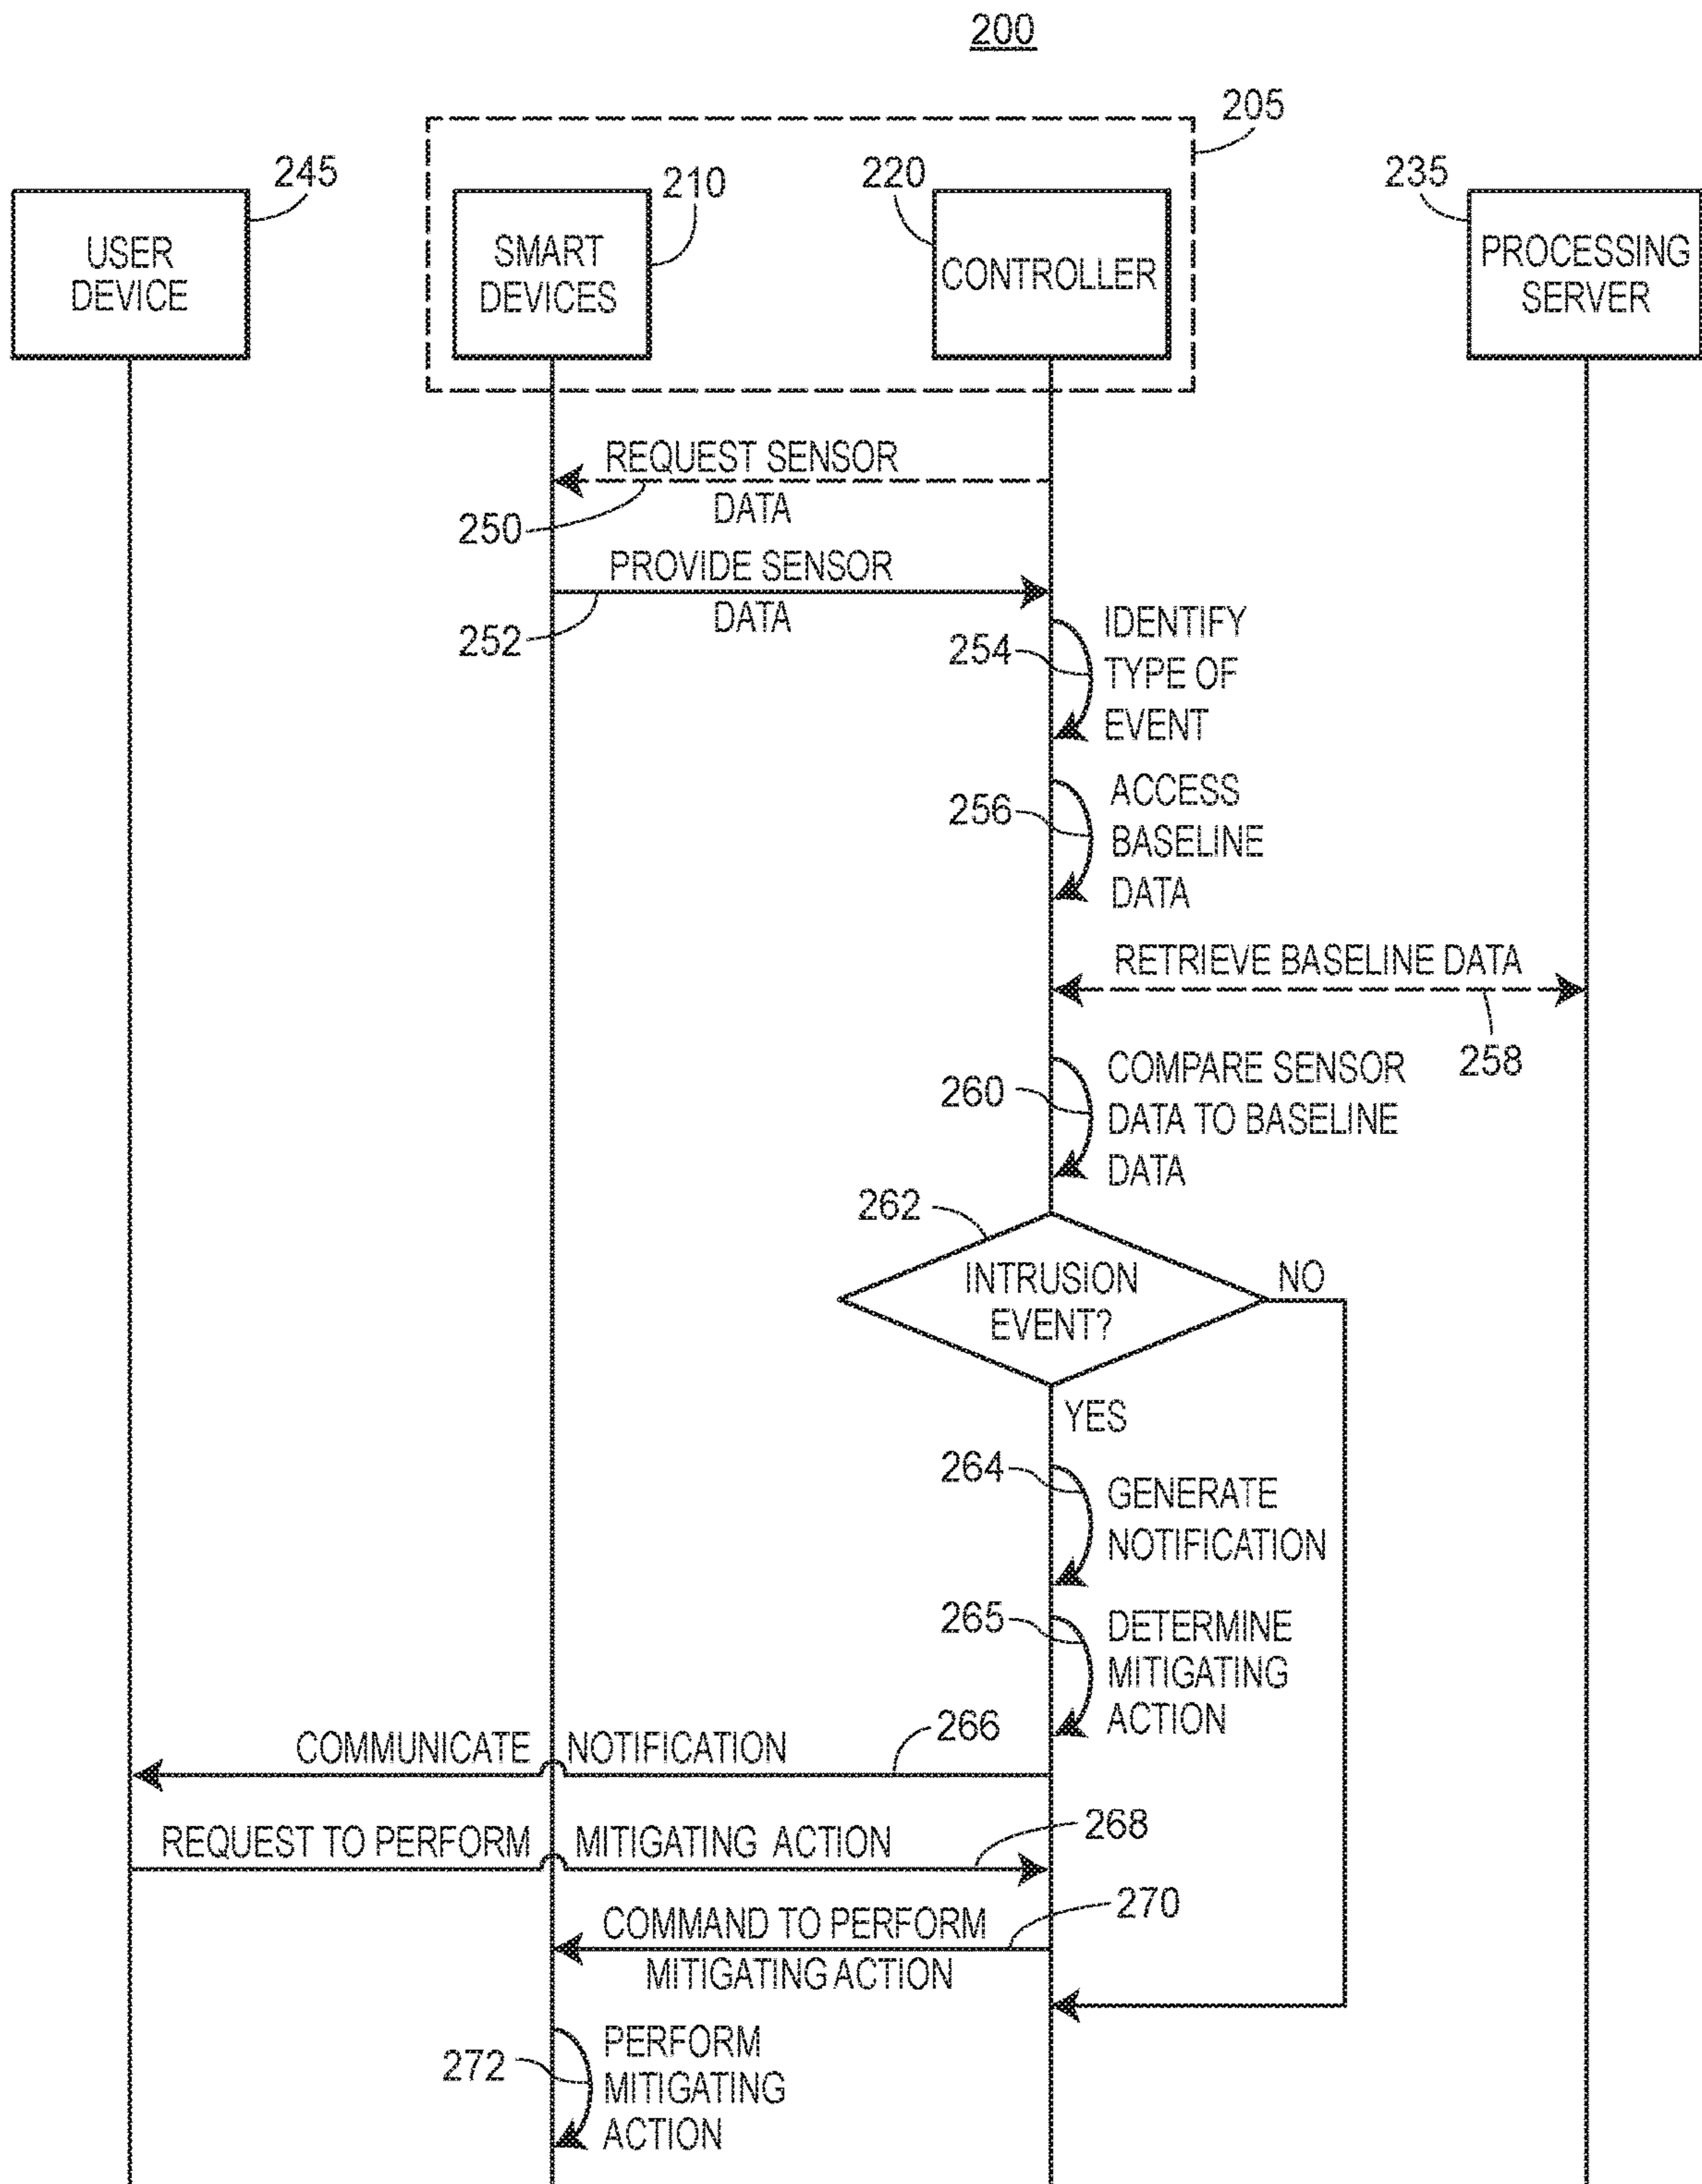 200
205
245
210
220
235
USER
DEVICE
SMART
DEVICES
CONTROLLER
PROCESSING
SERVER
REQUEST SENSOR
DATA
250
PROVIDE SENSOR
DATA
252
254
IDENTIFY
TYPE OF
EVENT
256
ACCESS
BASELINE
DATA
RETRIEVE BASELINE DATA
258
260
COMPARE SENSOR
DATA TO BASELINE
DATA
262
INTRUSION
EVENT?
NO
YES
264
GENERATE
NOTIFICATION
265
DETERMINE
MITIGATING
ACTION
COMMUNICATE NOTIFICATION
266
REQUEST TO PERFORM MITIGATING ACTION
268
COMMAND TO PERFORM
MITIGATING ACTION
270
272
PERFORM
MITIGATING
ACTION